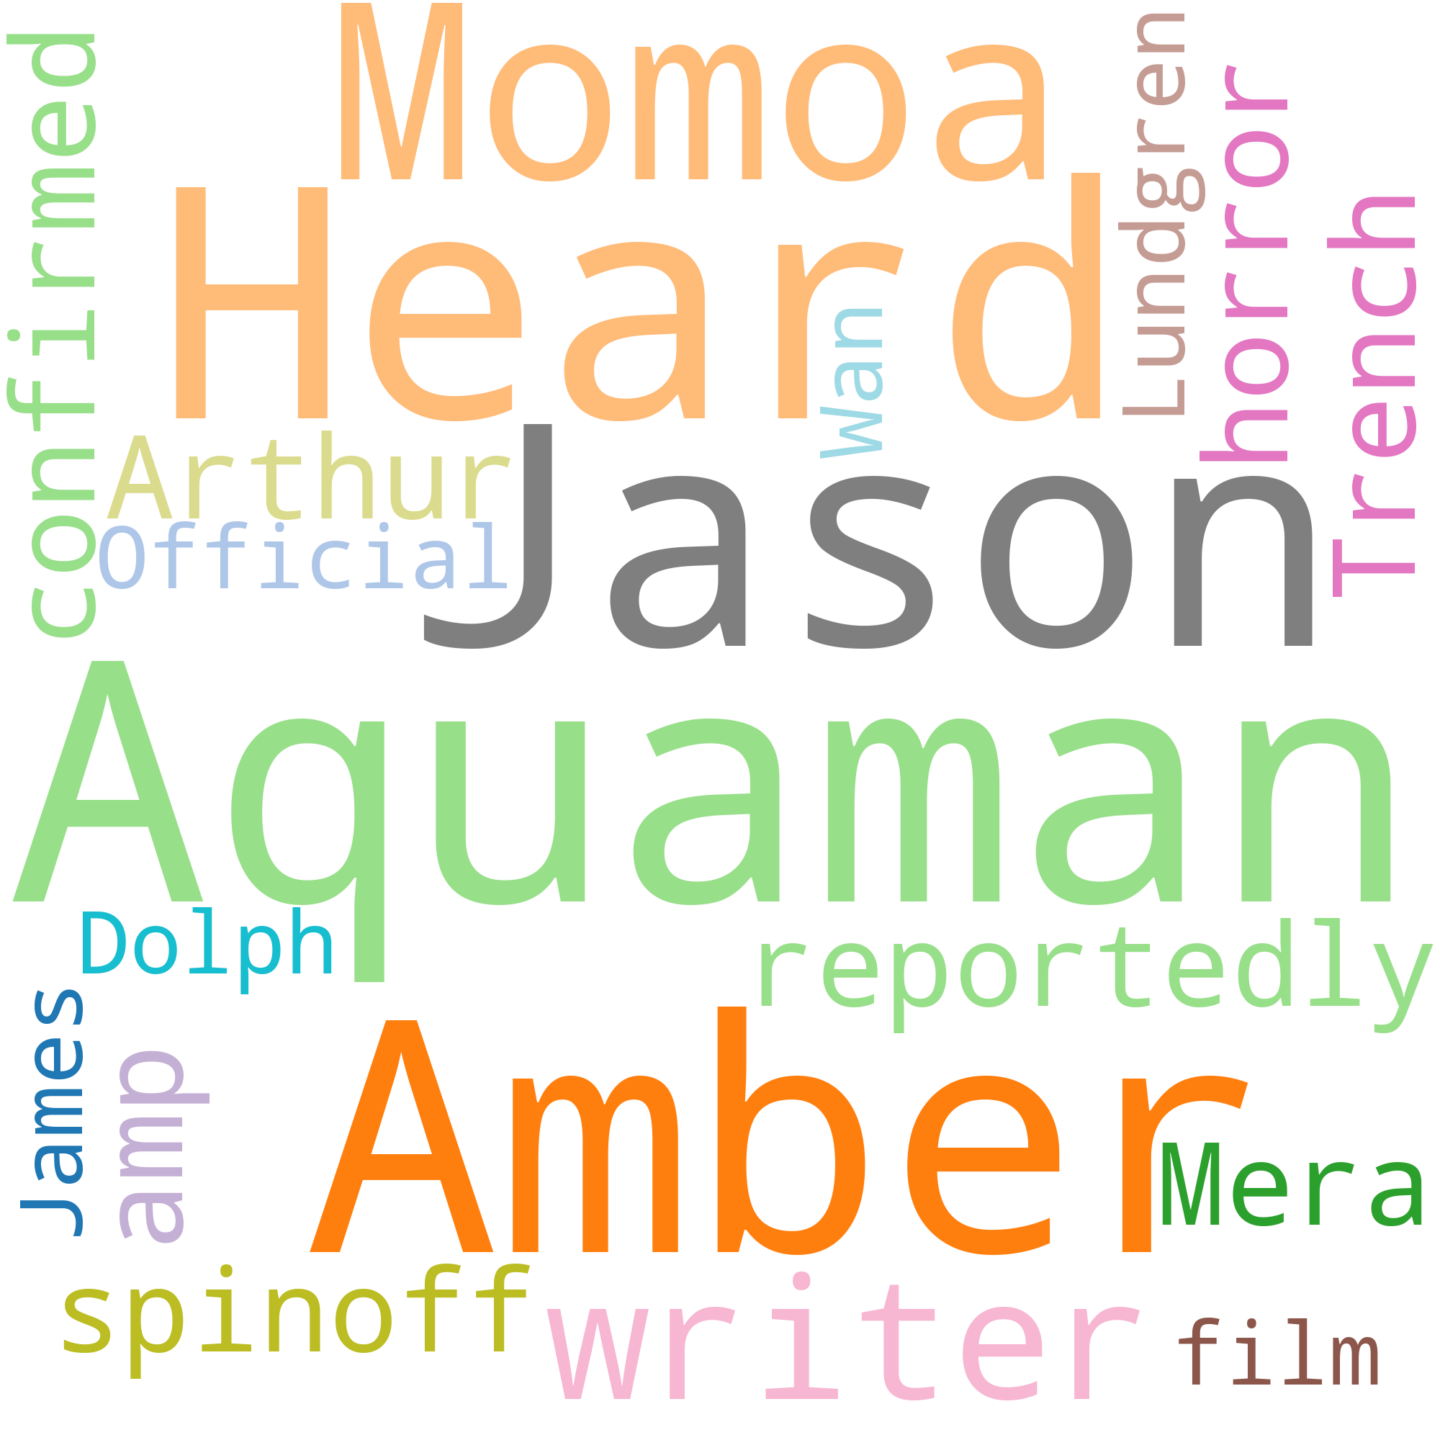 Momoa
Heard
confirmed
Lundgren
horror
Trench
Wan
Arthur
Jason
Official
Aquaman
Dolph
reportedly
James
amp
Amber
Mera
spinoff
writer
film